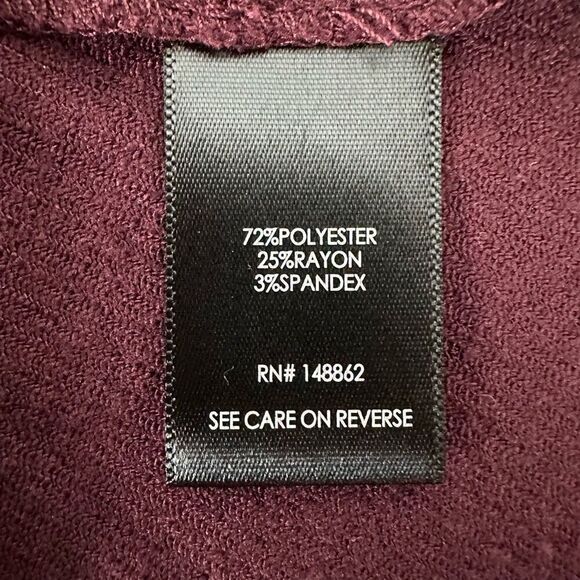 72%POLYESTER
25%RAYON
3%SPANDEX
RN# 148862
SEE CARE ON REVERSE